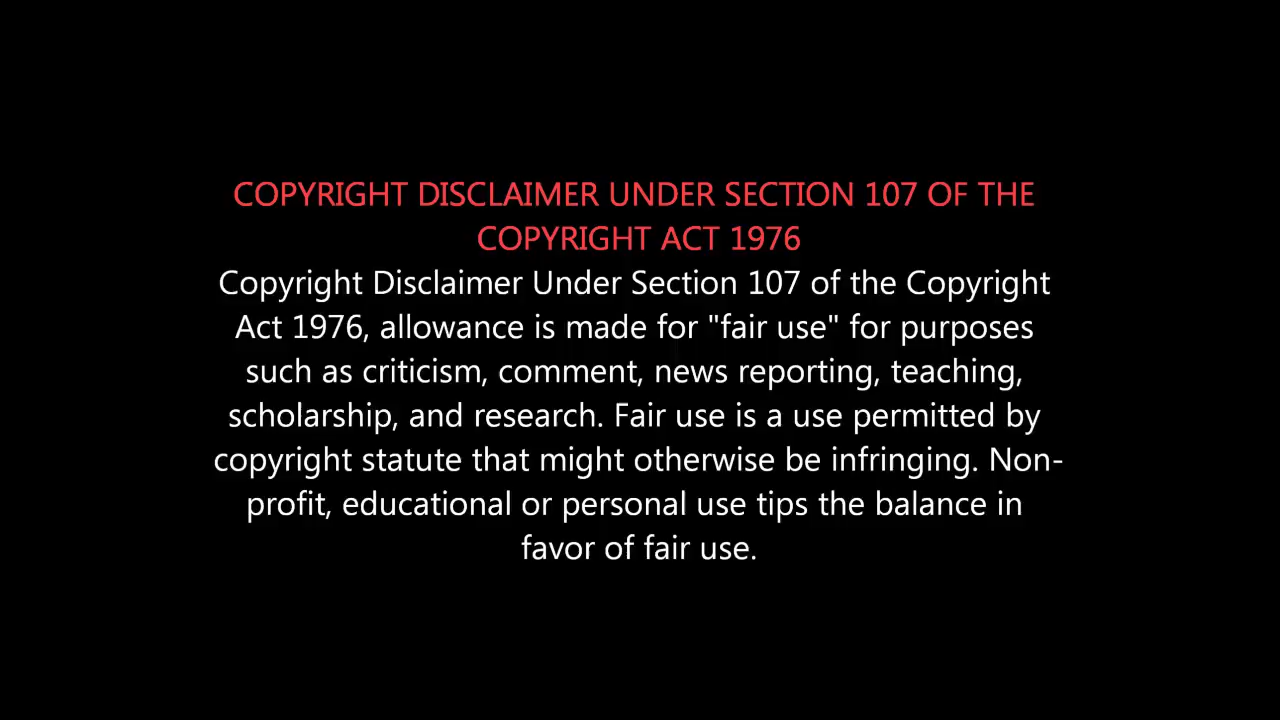 COPYRIGHT DISCLAIMER UNDER SECTION 107 OF THE
COPYRIGHT ACT 1976
Copyright Disclaimer Under Section 107 of the Copyright
Act 1976, allowance is made for "fair use" for purposes
such as criticism, comment, news reporting, teaching,
scholarship, and research. Fair use is a use permitted by
copyright statute that might otherwise be infringing. Non-
profit, educational or personal use tips the balance in
favor of fair use.